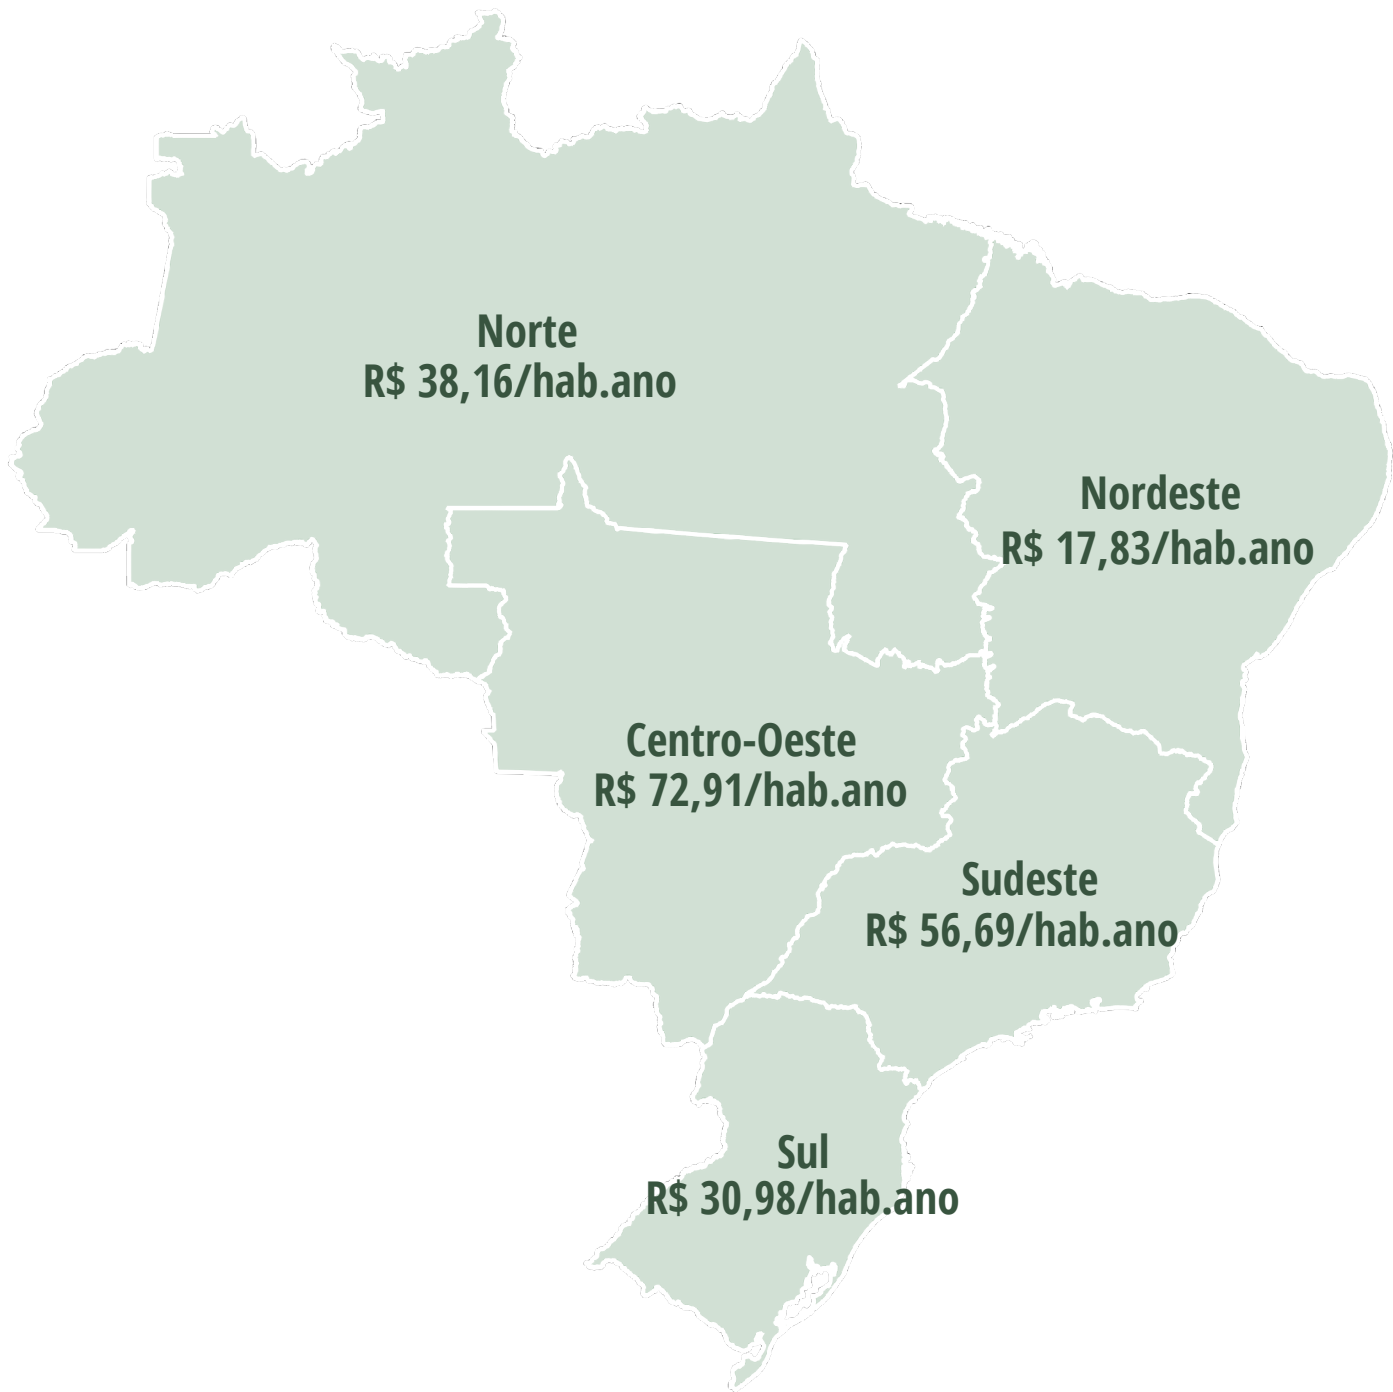 Norte
R$ 38,16/hab.ano
Nordeste
R$ 17,83/hab.ano
Centro-Oeste
R$ 72,91/hab.ano
Sudeste
R$ 56,69/hab.ano
Sul
R$ 30,98/hab.ano